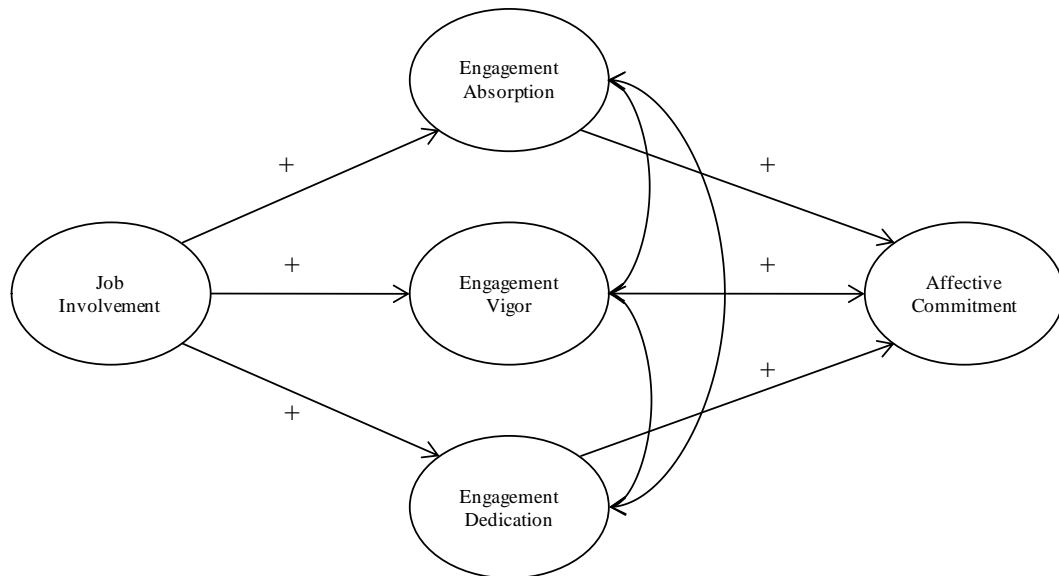 Engagement
Absorption
+
+
Job
Involvement
+
Engagement
Vigor
+
Affective
Commitment
+
+
Engagement
Dedication